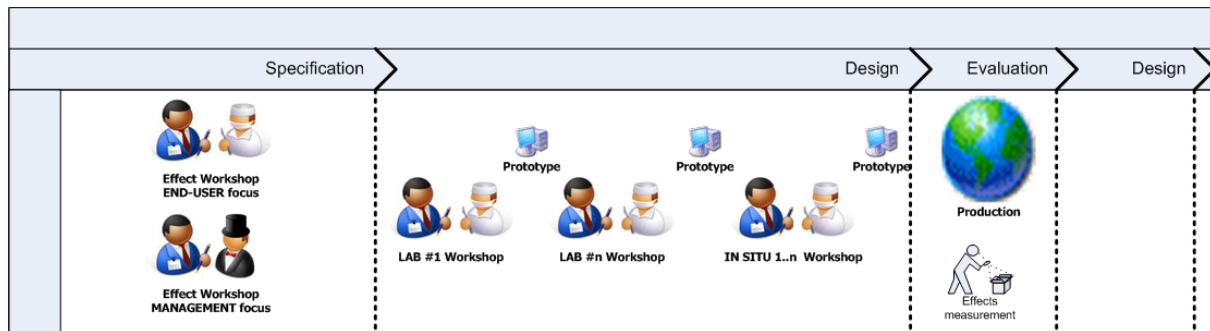 Specification
Design
Evaluation
Design
Effect Workshop
END-USER focus
Effect Workshop
MANAGEMENT focus
Prototype
Prototype
Prototype
LAB #1 Workshop
LAB #n Workshop
IN SITU 1..n Workshop
Production
Effects
measurement